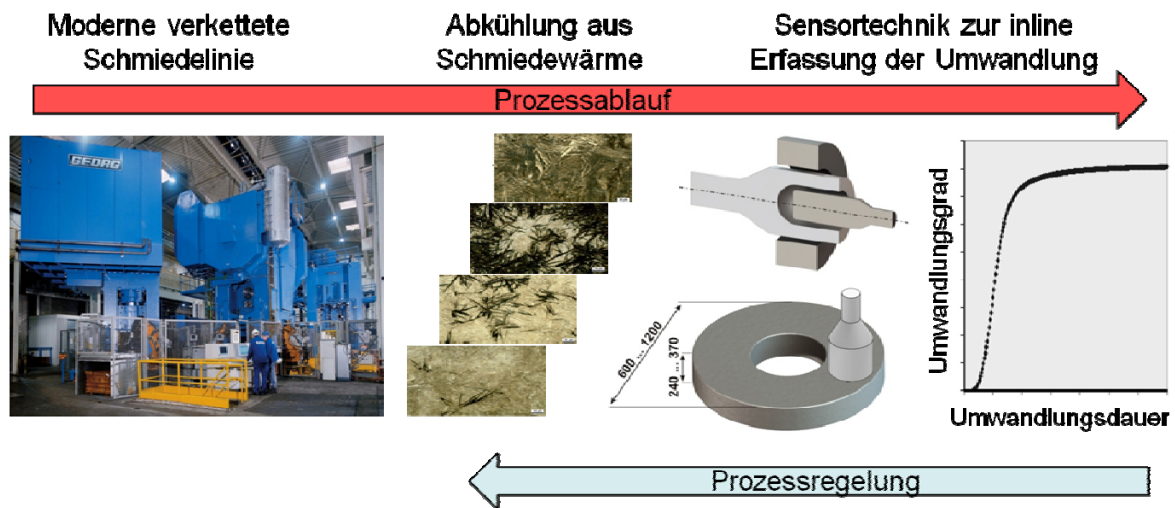 Moderne verkettete
Schmiedelinie
Abkühlung aus
Schmiedewärme
Sensortechnik zur inline
Erfassung der Umwandlung
Prozessablauf
GEORG
600 ... 1200
240 ... 370
Umwandlungsgrad
Umwandlungsdauer
Prozessregelung